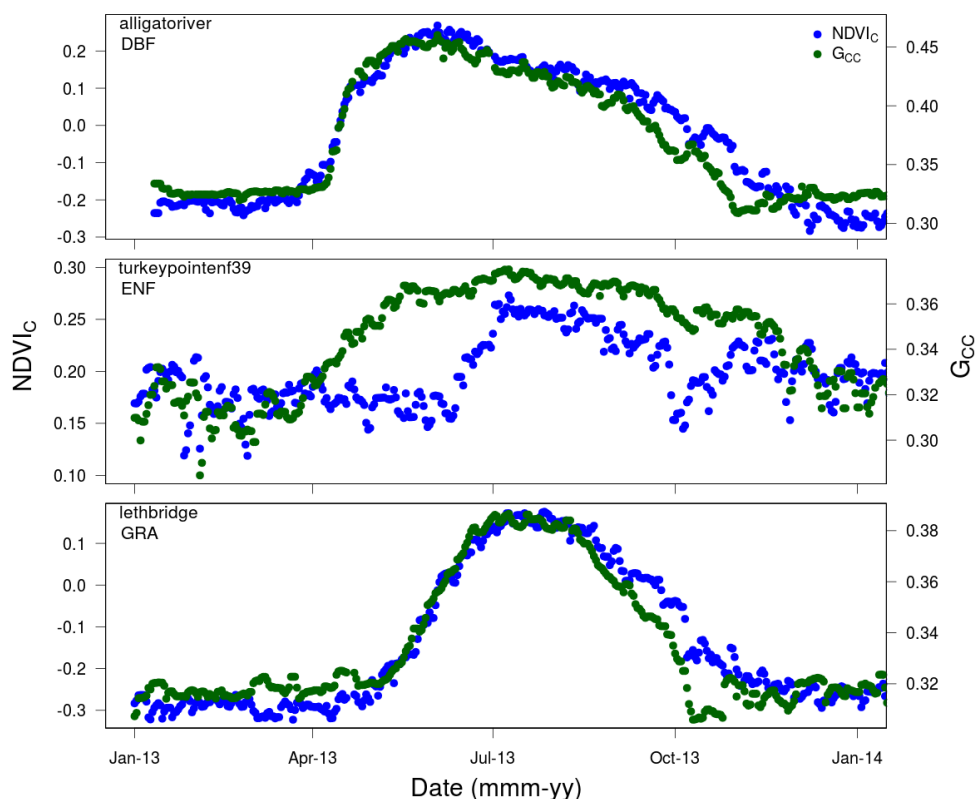 alligatoriver
DBF
NDVIC
GCC
0.2
0.1
0.0
-0.1
-0.2
-0.3
0.45
0.40
0.35
0.30
turkeypointenf39
ENF
0.30
0.25
0.20
0.15
0.10
0.36
0.34
0.32
0.30
NDVIC
GCC
lethbridge
GRA
0.1
0.0
-0.1
-0.2
-0.3
0.38
0.36
0.34
0.32
Jan-13 Apr-13 Jul-13 Oct-13 Jan-14
Date (mmm-yy)